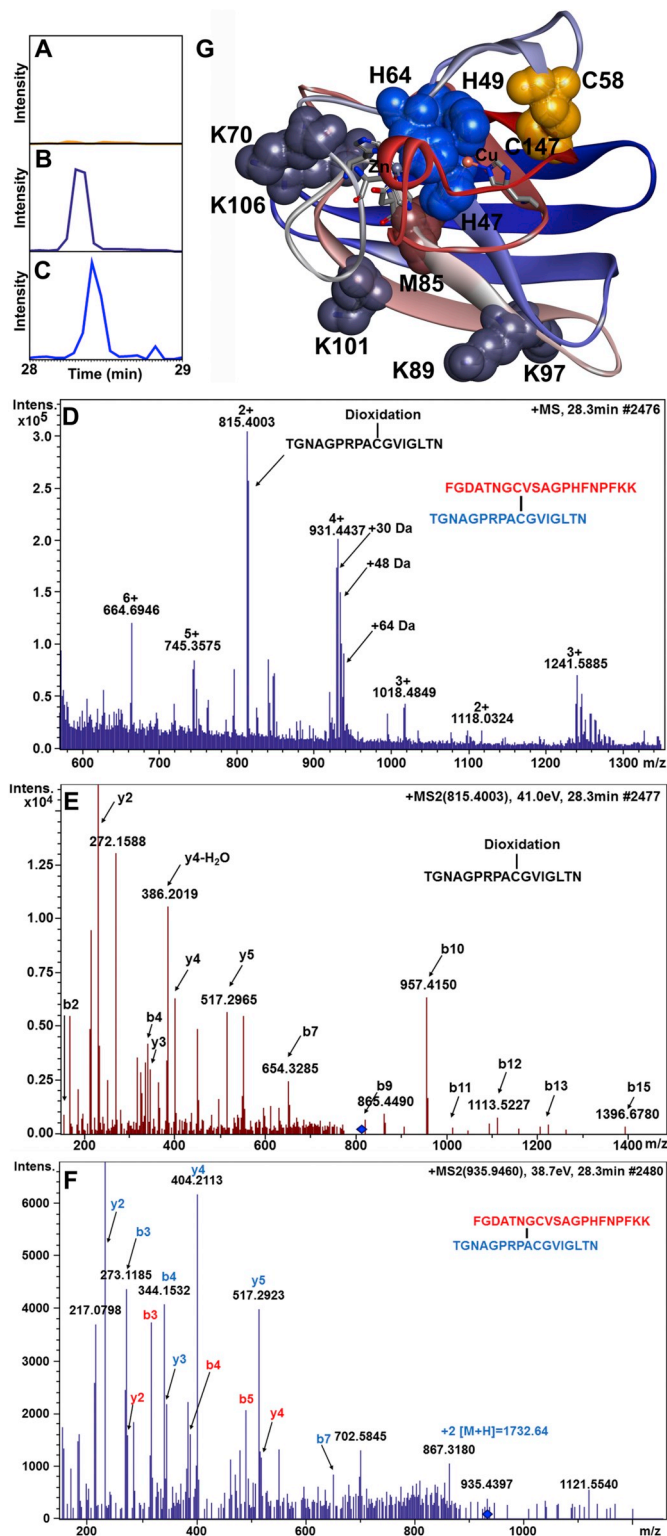 A
Intensity
B
Intensity
C
Intensity
28
29
Time (min)
G
H64
H49
C58
K70
Zn
Cu
C147
K106
H47
M85
K101
K89
K97
Intens.
x10⁵
D
+MS, 28.3min #2476
3.0
2.5
2.0
1.5
1.0
0.5
0.0
2+
815.4003
Dioxidation
TGNAGPRPACGVIGLTN
FGDATNGCVSAGPHFNPFKK
TGNAGPRPACGVIGLTN
4+
931.4437
+30 Da
+48 Da
+64 Da
6+
664.6946
5+
745.3575
3+
1018.4849
2+
1118.0324
3+
1241.5885
600
700
800
900
1000
1100
1200
1300
m/z
Intens.
x10⁴
E
+MS2(815.4003), 41.0eV, 28.3min #2477
1.25
1.00
0.75
0.50
0.25
0.00
y2
272.1588
y4-H₂O
386.2019
Dioxidation
TGNAGPRPACGVIGLTN
b2
b4
y3
y4
y5
517.2965
b7
654.3285
b9
865.4490
b10
957.4150
b11
b12
1113.5227
b13
b15
1396.6780
200
400
600
800
1000
1200
1400
m/z
Intens.
F
+MS2(935.9460), 38.7eV, 28.3min #2480
6000
5000
4000
3000
2000
1000
0
FGDATNGCVSAGPHFNPFKK
TGNAGPRPACGVIGLTN
y4
404.2113
y2
b3
273.1185
b4
344.1532
217.0798
b3
y3
y2
b4
y5
517.2923
b5
y4
b7
702.5845
+2 [M+H]=1732.64
867.3180
935.4397
1121.5540
200
400
600
800
1000
m/z